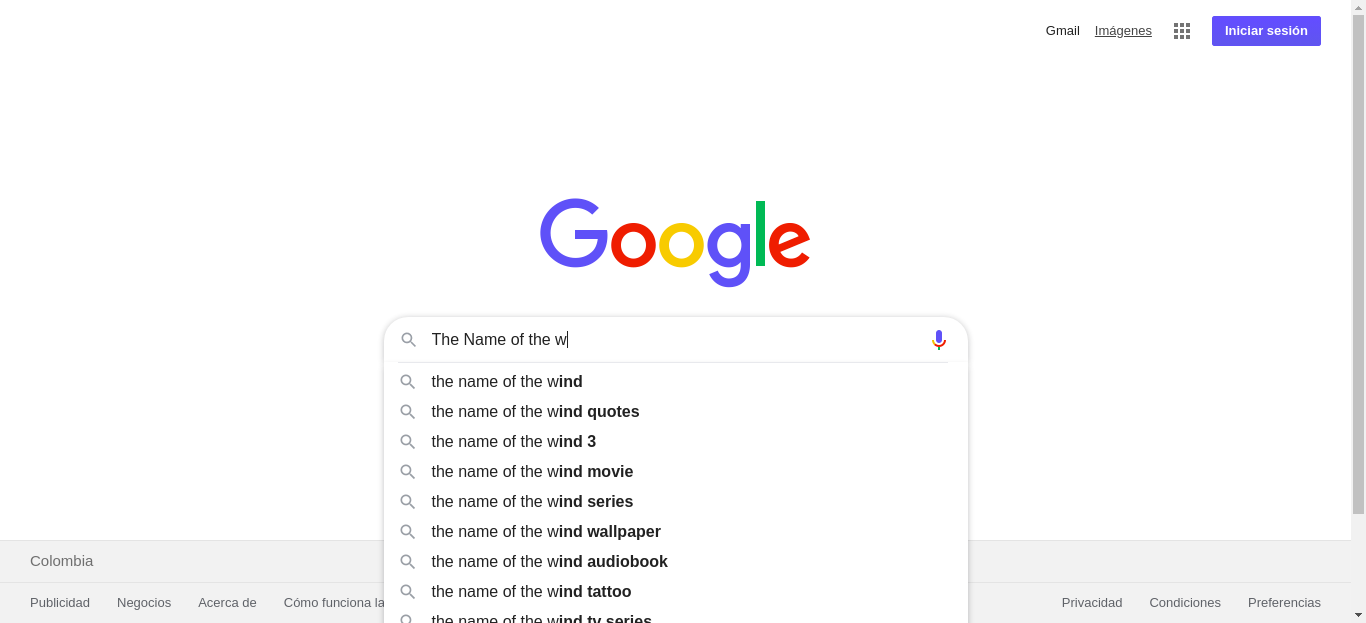 Gmail Imágenes Iniciar sesión
Google
The Name of the w
the name of the wind
the name of the wind quotes
the name of the wind 3
the name of the wind movie
the name of the wind series
the name of the wind wallpaper
the name of the wind audiobook
the name of the wind tattoo
the name of the wind tv series
Colombia
Publicidad Negocios Acerca de Cómo funciona la Privacidad Condiciones Preferencias